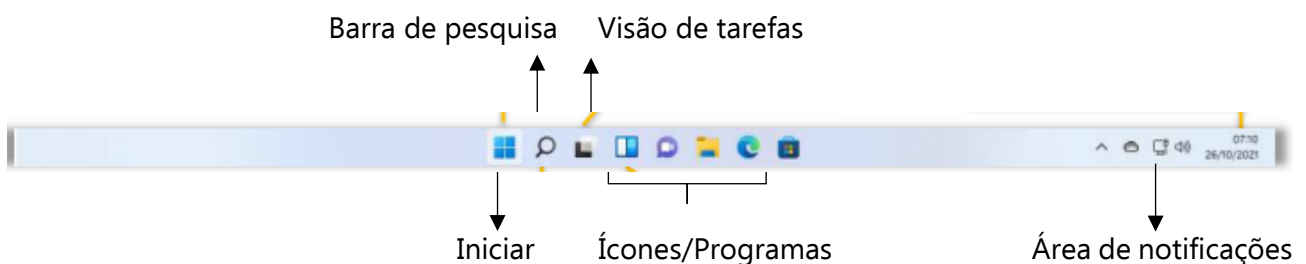 Barra de pesquisa Visão de tarefas
07:10
26/10/2021
Iniciar Ícones/Programas Área de notificações